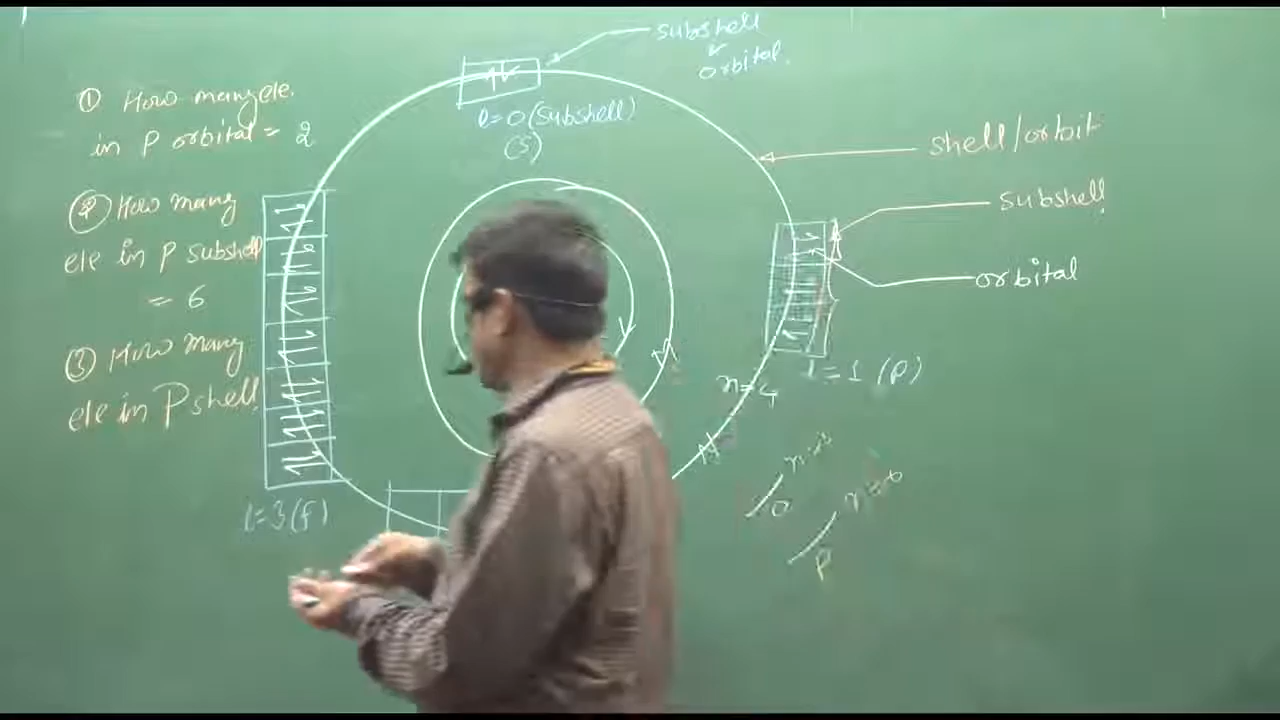 ① How many ele.
in P orbital = 2
② How many
ele in p subshell
= 6
③ How many
ele in P shell
subshell
orbital.
l=0 (subshell)
(s)
shell/orbit
subshell
orbital
l=1 (p)
n=4
O
P
l=3 (f)